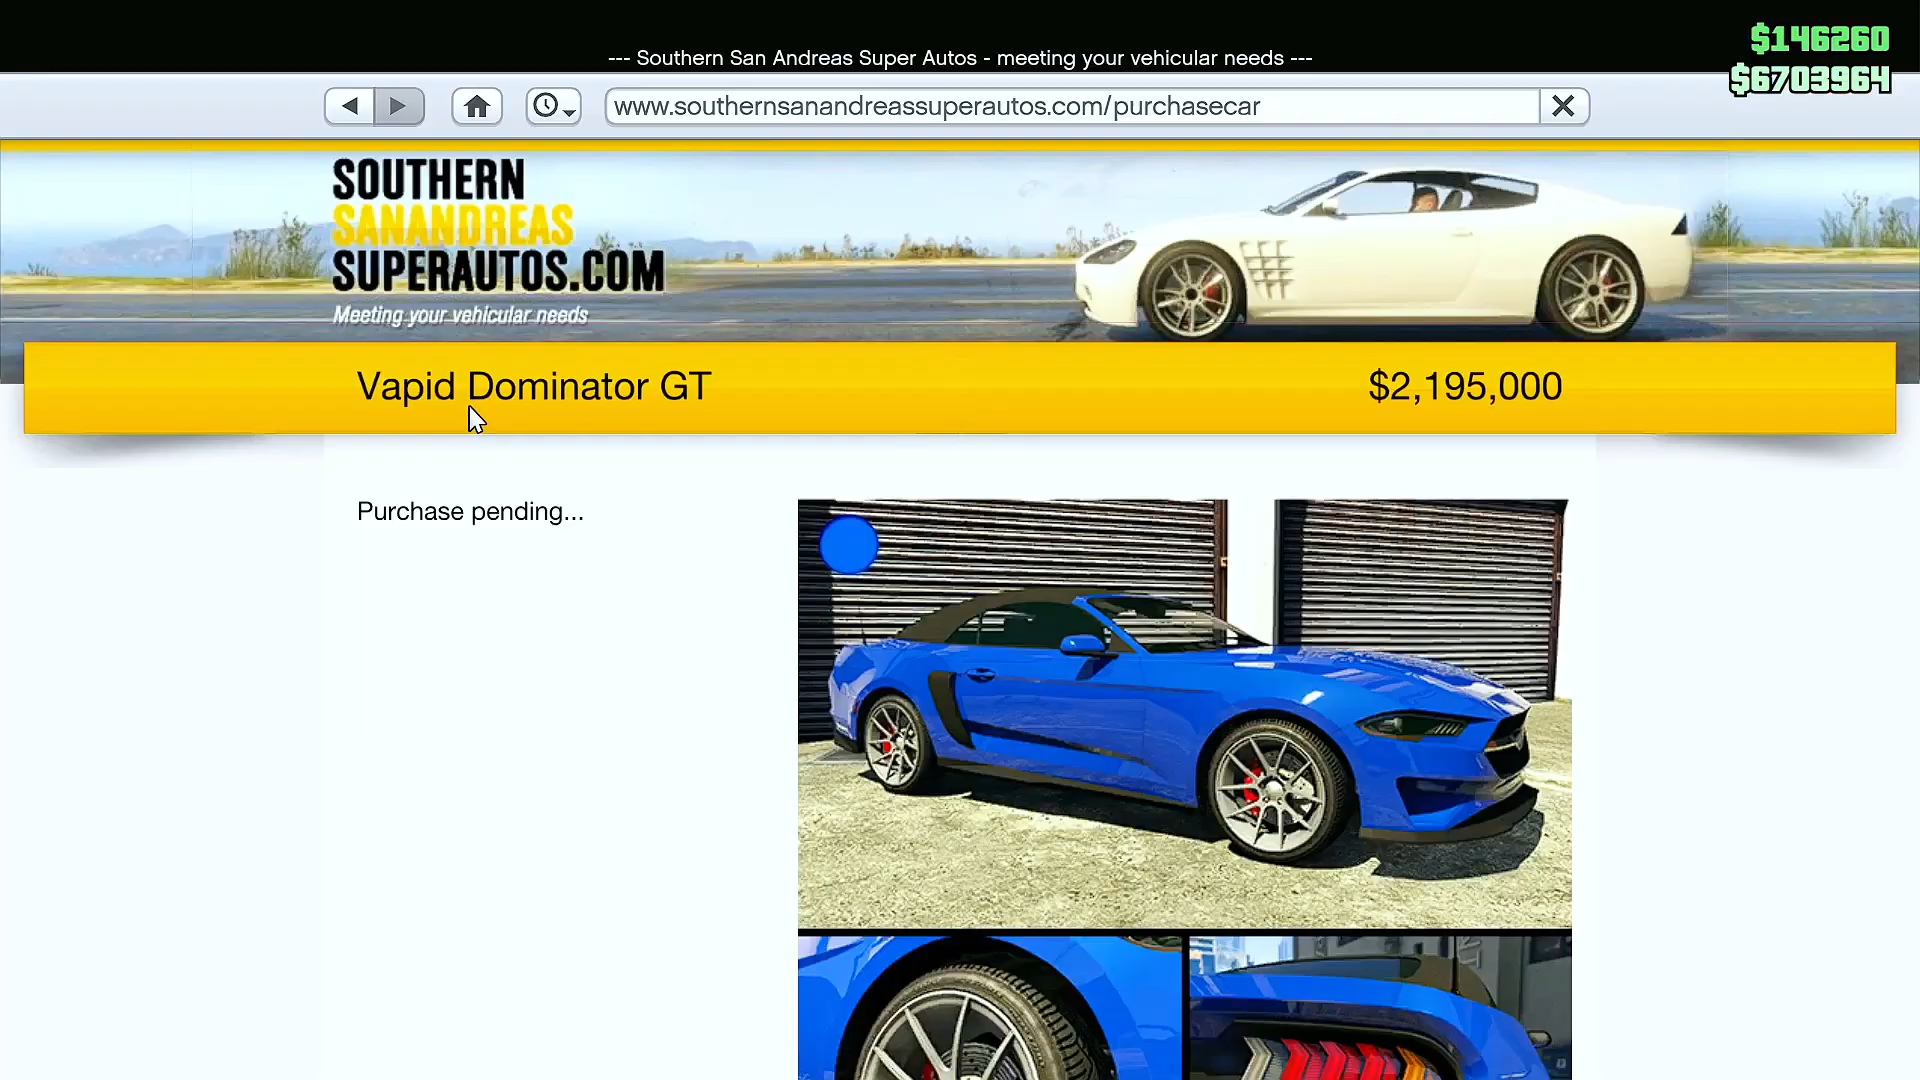 --- Southern San Andreas Super Autos - meeting your vehicular needs ---
$146260
$6703964
www.southernsanandreassuperautos.com/purchasecar
SOUTHERN
SANANDREAS
SUPERAUTOS.COM
Meeting your vehicular needs
Vapid Dominator GT
$2,195,000
Purchase pending...